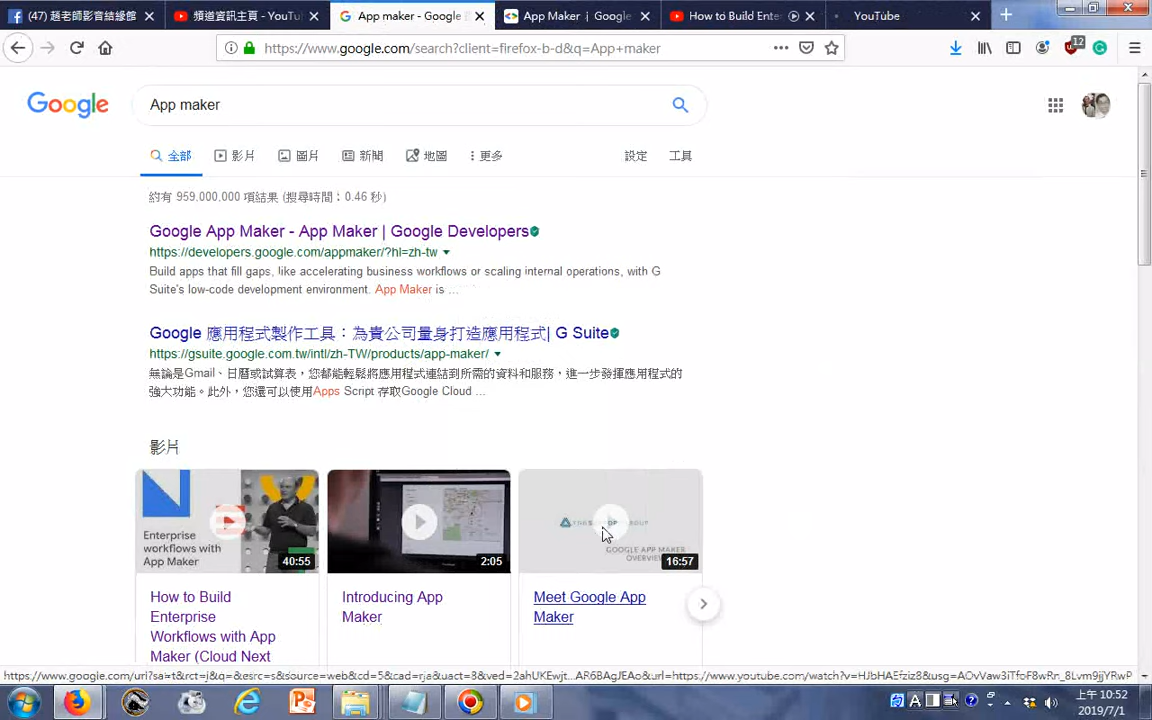 (47) 趙老師影音結緣館
頻道資訊主頁 - YouTu
App maker - Google
App Maker | Google
How to Build Ente
YouTube
https://www.google.com/search?client=firefox-b-d&q=App+maker
12
Google
App maker
全部
影片
圖片
新聞
地圖
更多
設定
工具
約有 959,000,000 項結果 (搜尋時間：0.46 秒)
Google App Maker - App Maker | Google Developers
https://developers.google.com/appmaker/?hl=zh-tw
Build apps that fill gaps, like accelerating business workflows or scaling internal operations, with G
Suite's low-code development environment. App Maker is ...
Google 應用程式製作工具：為貴公司量身打造應用程式| G Suite
https://gsuite.google.com.tw/intl/zh-TW/products/app-maker/
無論是Gmail、日曆或試算表，您都能輕鬆將應用程式連結到所需的資料和服務，進一步發揮應用程式的
強大功能。此外，您還可以使用Apps Script 存取Google Cloud ...
影片
Enterprise
workflows with
App Maker
40:55
2:05
GOOGLE APP MAKER
OVERVIEW
16:57
How to Build
Enterprise
Workflows with App
Maker (Cloud Next
Introducing App
Maker
Meet Google App
Maker
上午 10:52
2019/7/1